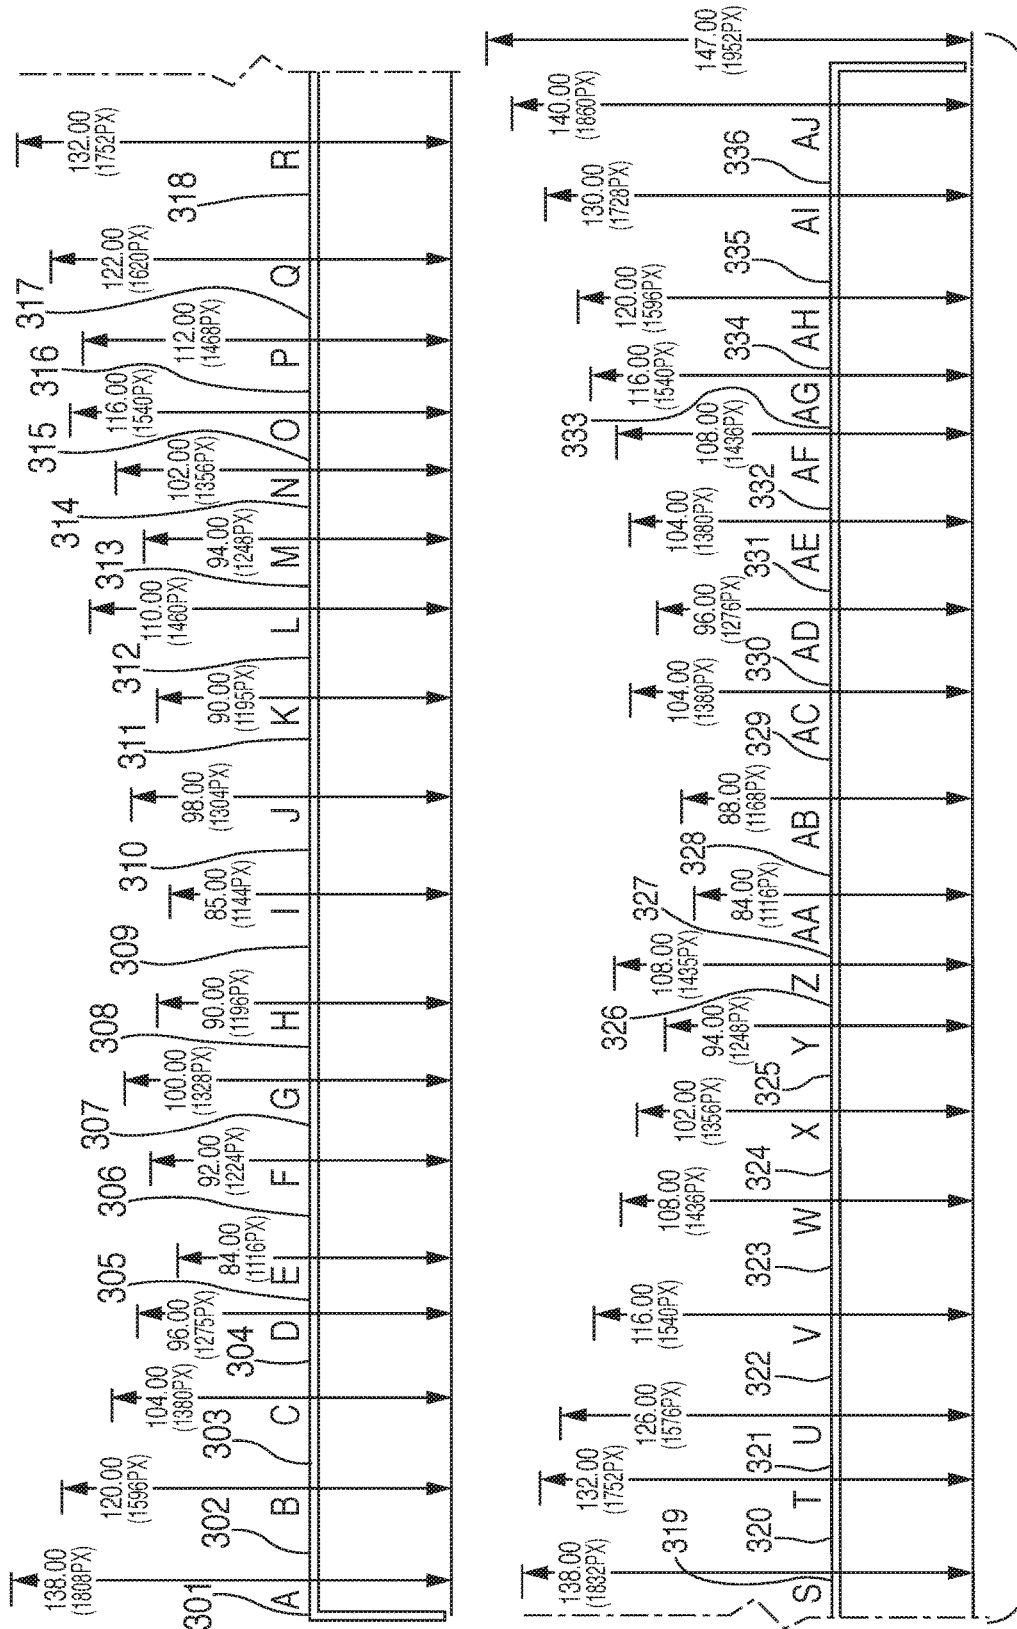 138.00
(1808PX)
A
301
302
120.00
(1596PX)
B
303
104.00
(1380PX)
C
304
96.00
(1275PX)
D
305
84.00
(1116PX)
E
306
92.00
(1224PX)
F
307
100.00
(1328PX)
G
308
90.00
(1196PX)
H
309
85.00
(1144PX)
I
310
98.00
(1304PX)
J
311
90.00
(1195PX)
K
312
110.00
(1460PX)
L
313
94.00
(1248PX)
M
314
102.00
(1356PX)
N
315
116.00
(1540PX)
O
316
112.00
(1468PX)
P
317
122.00
(1620PX)
Q
318
132.00
(1752PX)
R
138.00
(1832PX)
S
319
320
132.00
(1752PX)
T
321
126.00
(1576PX)
U
322
116.00
(1540PX)
V
323
108.00
(1436PX)
W
324
102.00
(1356PX)
X
325
94.00
(1248PX)
Y
326
108.00
(1435PX)
Z
327
84.00
(1116PX)
AA
328
88.00
(1168PX)
AB
329
104.00
(1380PX)
AC
330
96.00
(1276PX)
AD
331
104.00
(1380PX)
AE
332
108.00
(1436PX)
AF
333
116.00
(1540PX)
AG
334
120.00
(1596PX)
AH
335
130.00
(1728PX)
AI
336
140.00
(1860PX)
AJ
147.00
(1952PX)